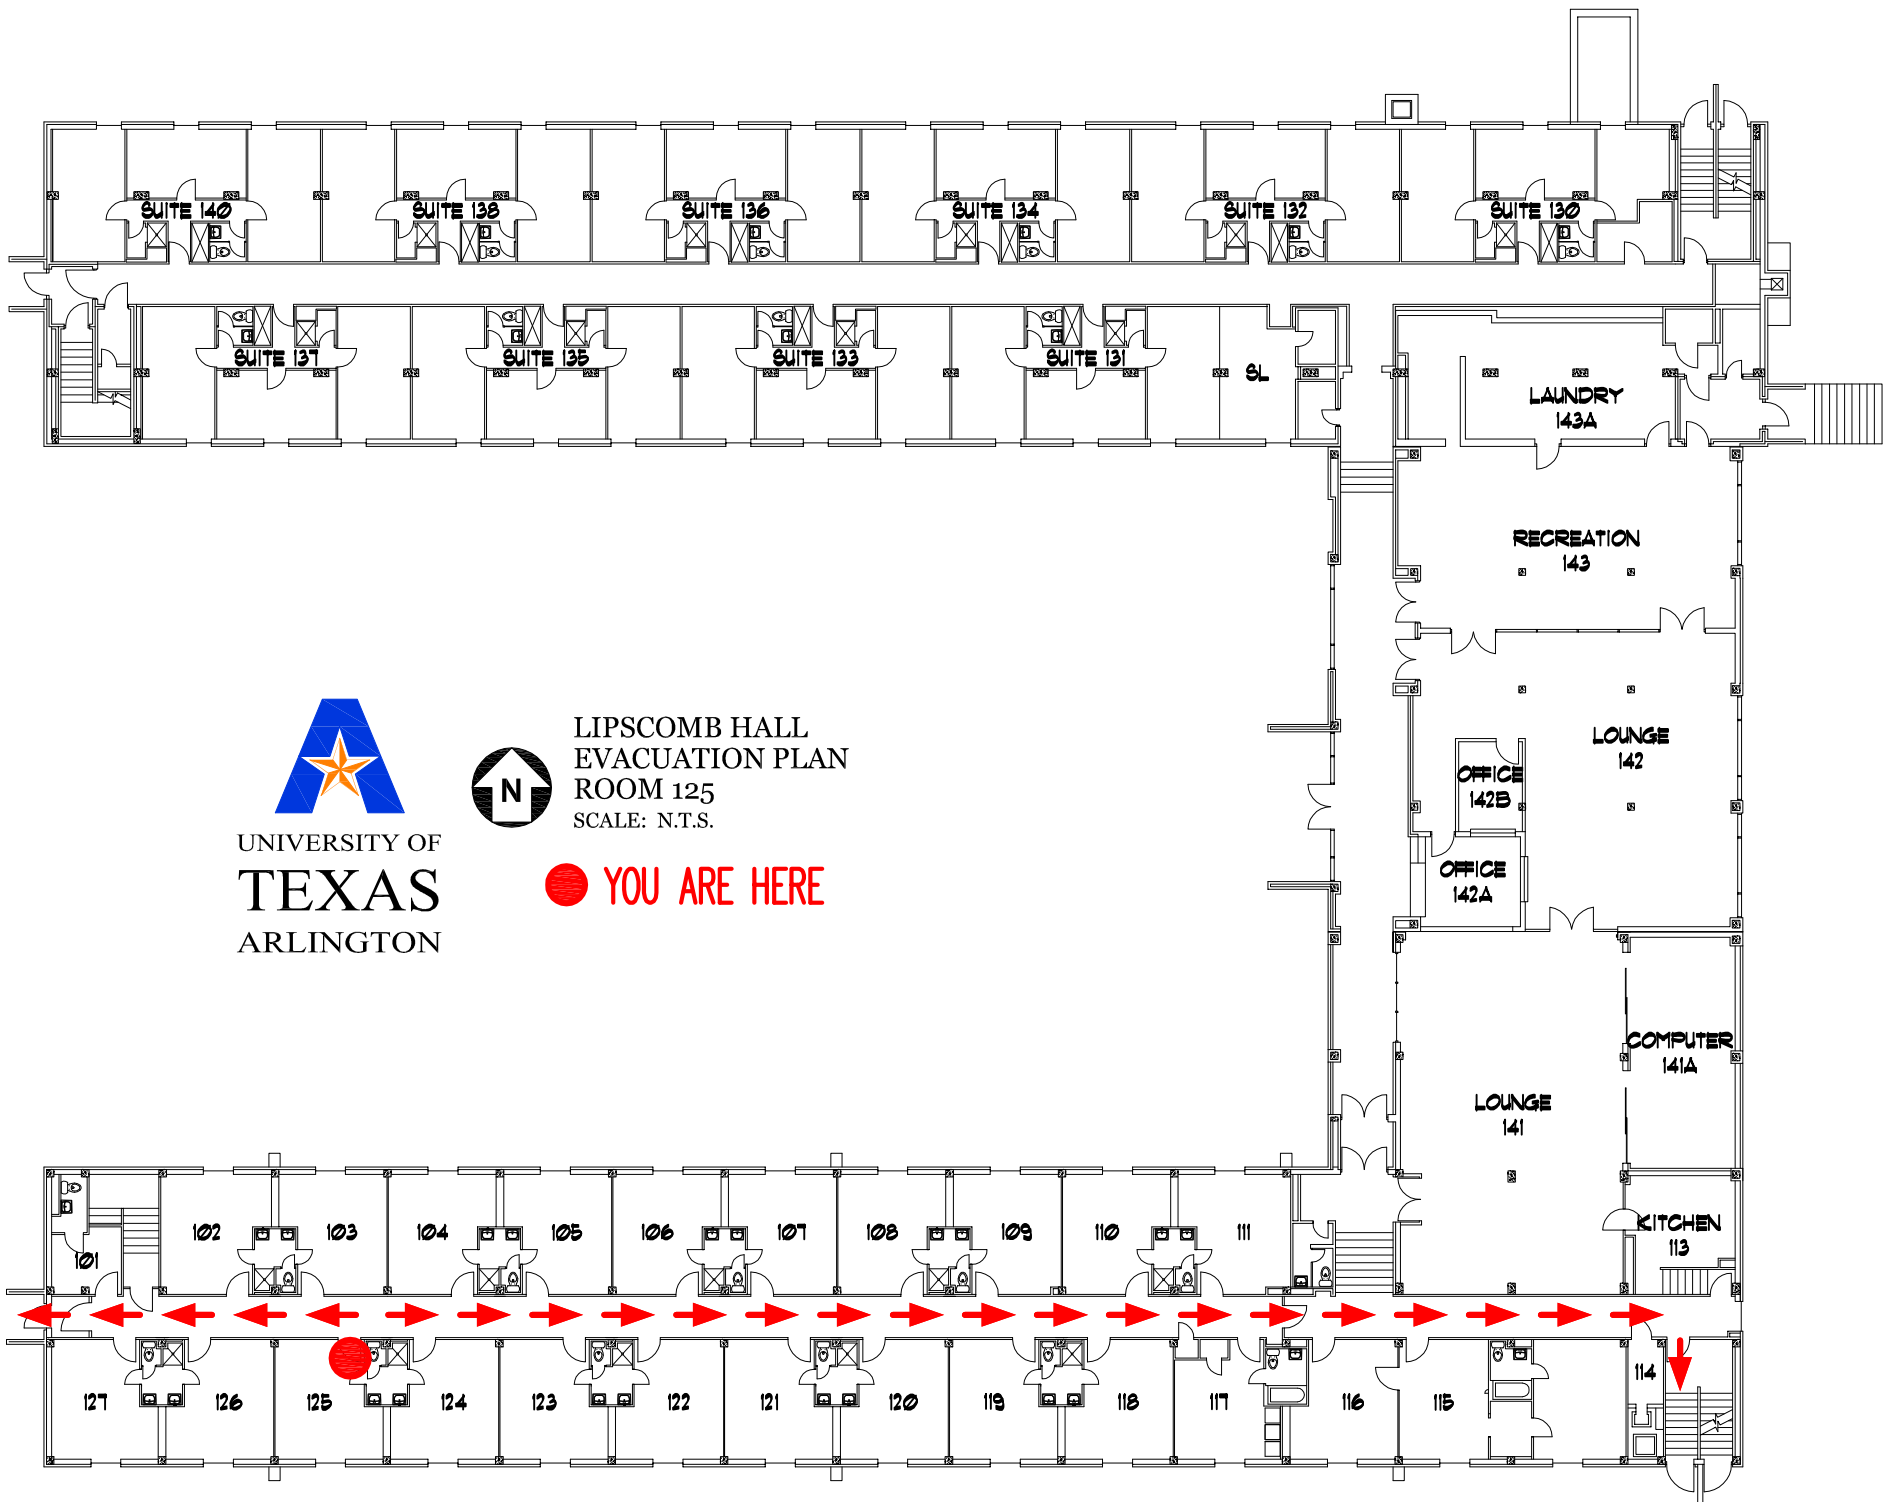 SUITE 140
SUITE 138
SUITE 136
SUITE 134
SUITE 132
SUITE 130
SUITE 137
SUITE 135
SUITE 133
SUITE 131
SL
LAUNDRY
143A
RECREATION
143
LOUNGE
142
OFFICE
142B
OFFICE
142A
N
LIPSCOMB HALL
EVACUATION PLAN
ROOM 125
SCALE: N.T.S.
YOU ARE HERE
UNIVERSITY OF
TEXAS
ARLINGTON
COMPUTER
141A
LOUNGE
141
KITCHEN
113
101
102
103
104
105
106
107
108
109
110
111
127
126
125
124
123
122
121
120
119
118
117
116
115
114